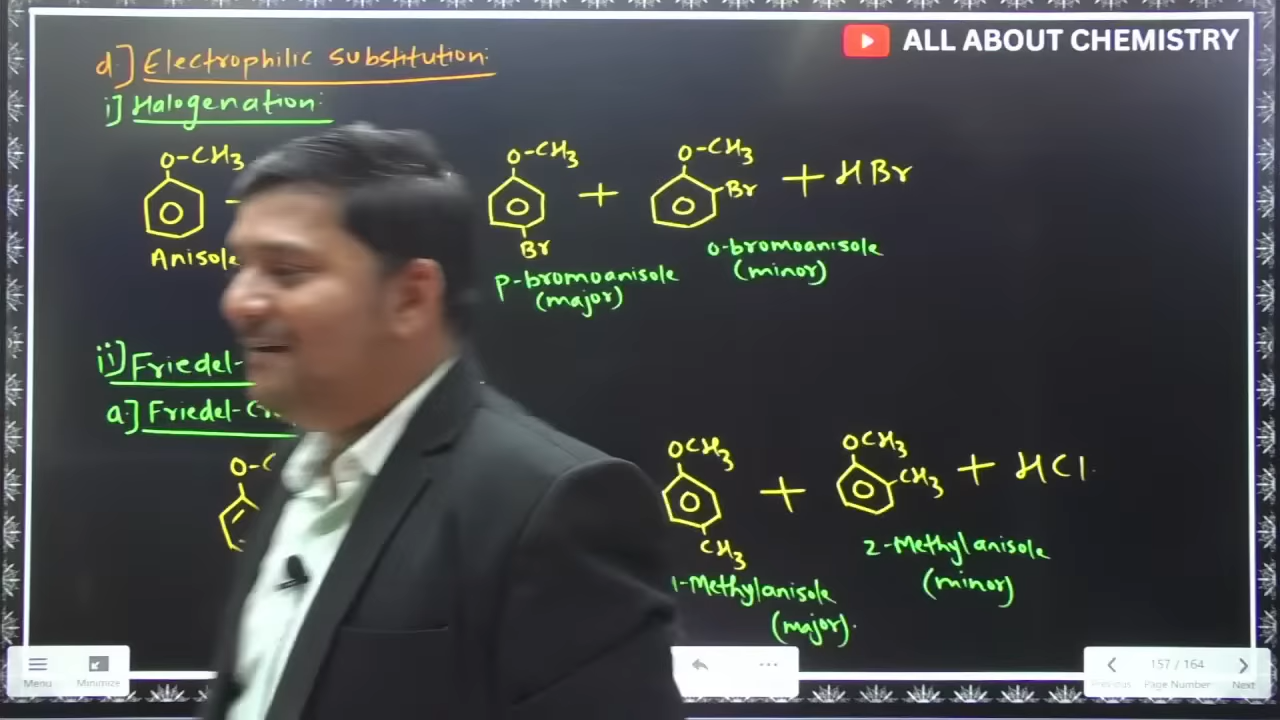 ALL ABOUT CHEMISTRY
d.] Electrophilic substitution.
i] Halogenation.
O-CH3
O-CH3
O-CH3
+ Br + HBr
Br
Anisole
p-bromoanisole
(major)
o-bromoanisole
(minor)
ii) Friedel-
a.] Friedel-
OCH3
OCH3
+ CH3 + HCl.
CH3
-Methylanisole
(major).
2-Methylanisole
(minor)
Menu
Minimize
157 / 164
Previous Page Number Next